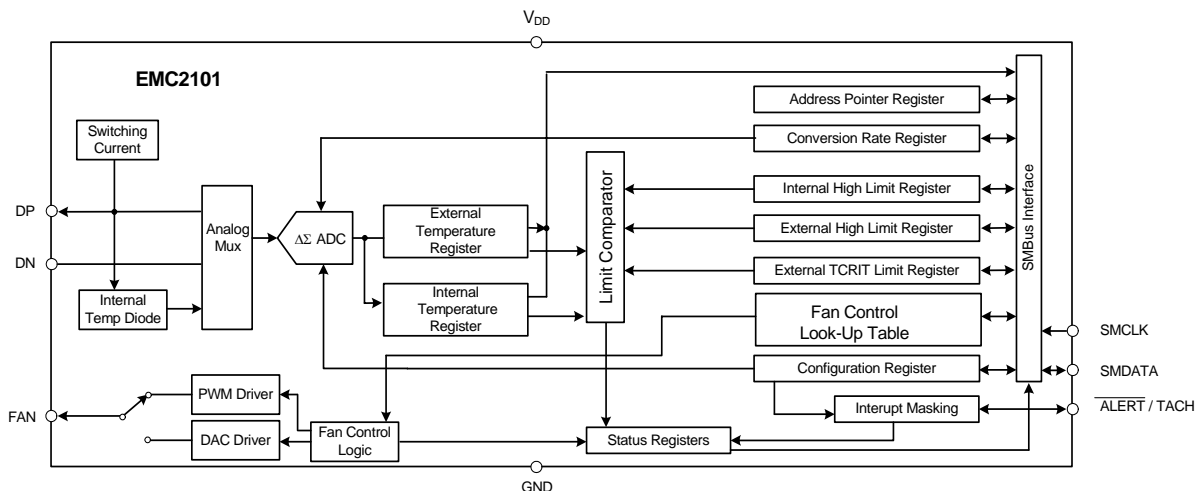 VDD
EMC2101
Switching
Current
Address Pointer Register
Conversion Rate Register
DP
DN
Analog
Mux
ΔΣ ADC
External
Temperature
Register
Internal
Temperature
Register
Internal
Temp Diode
Limit Comparator
Internal High Limit Register
External High Limit Register
External TCRIT Limit Register
Fan Control
Look-Up Table
Configuration Register
Interupt Masking
SMBus Interface
SMCLK
SMDATA
ALERT / TACH
FAN
PWM Driver
DAC Driver
Fan Control
Logic
Status Registers
GND